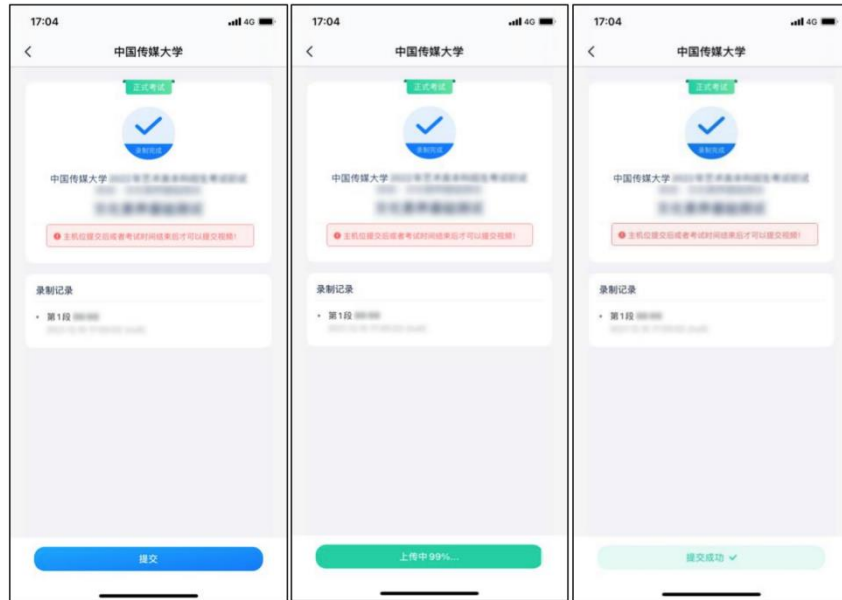 17:04
4G
中国传媒大学
正式考试
录制完成
中国传媒大学
主机位提交后或者考试时间结束后才可以提交视频!
录制记录
第1段
提交
17:04
4G
中国传媒大学
正式考试
录制完成
中国传媒大学
主机位提交后或者考试时间结束后才可以提交视频!
录制记录
第1段
上传中 99%...
17:04
4G
中国传媒大学
正式考试
录制完成
中国传媒大学
主机位提交后或者考试时间结束后才可以提交视频!
录制记录
第1段
提交成功